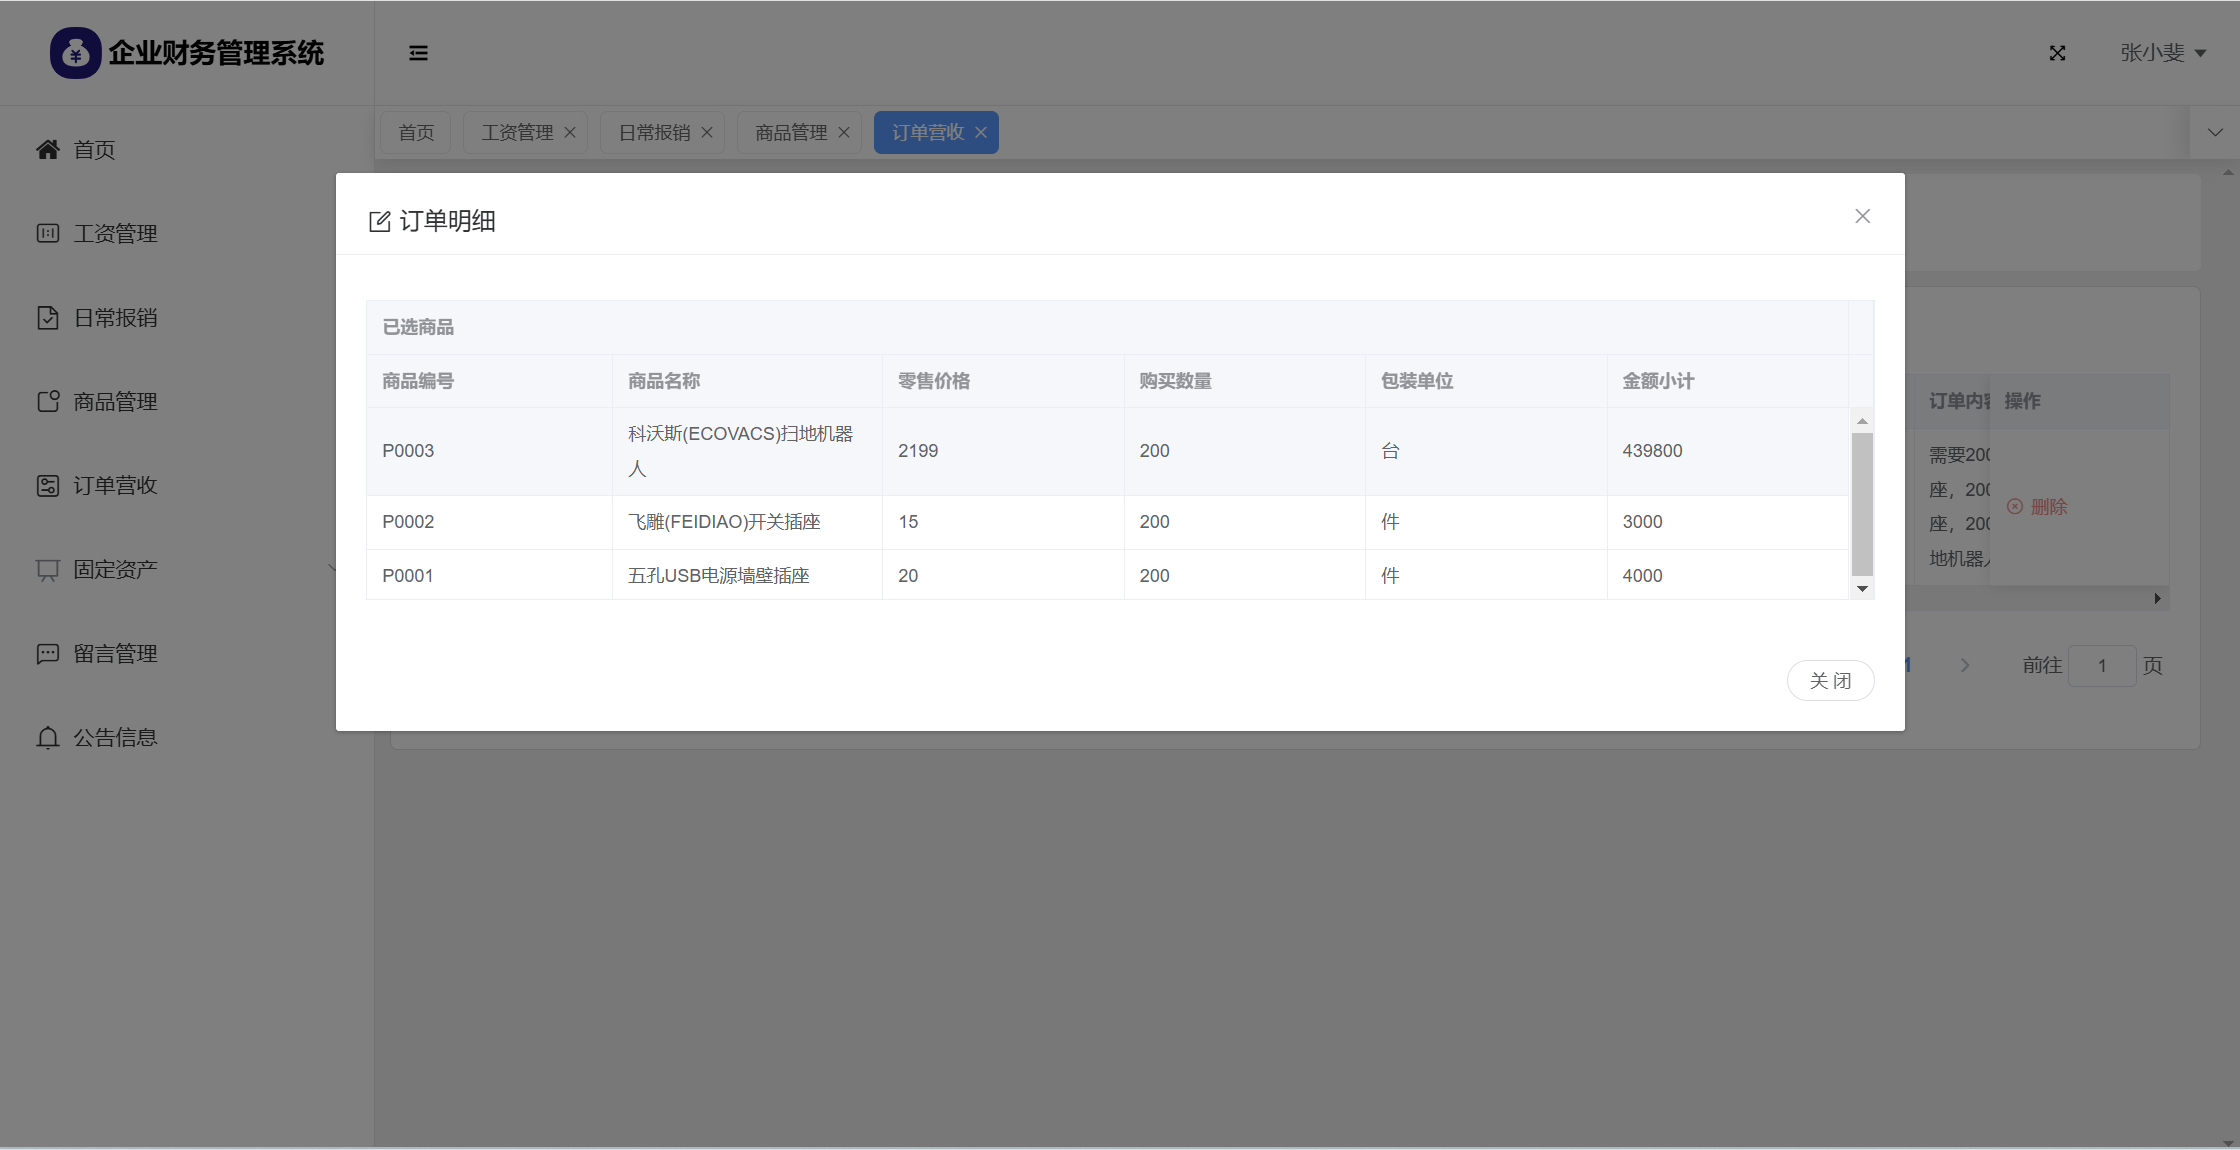 企业财务管理系统
张小斐
首页
工资管理
日常报销
商品管理
订单营收
首页
工资管理
日常报销
商品管理
订单营收
固定资产
留言管理
公告信息
订单明细
已选商品
商品编号 商品名称 零售价格 购买数量 包装单位 金额小计
P0003 科沃斯(ECOVACS)扫地机器人 2199 200 台 439800
P0002 飞雕(FEIDIAO)开关插座 15 200 件 3000
P0001 五孔USB电源墙壁插座 20 200 件 4000
关 闭
订单内 操作
需要200
座，200
座，200
地机器
删除
1
前往 1 页